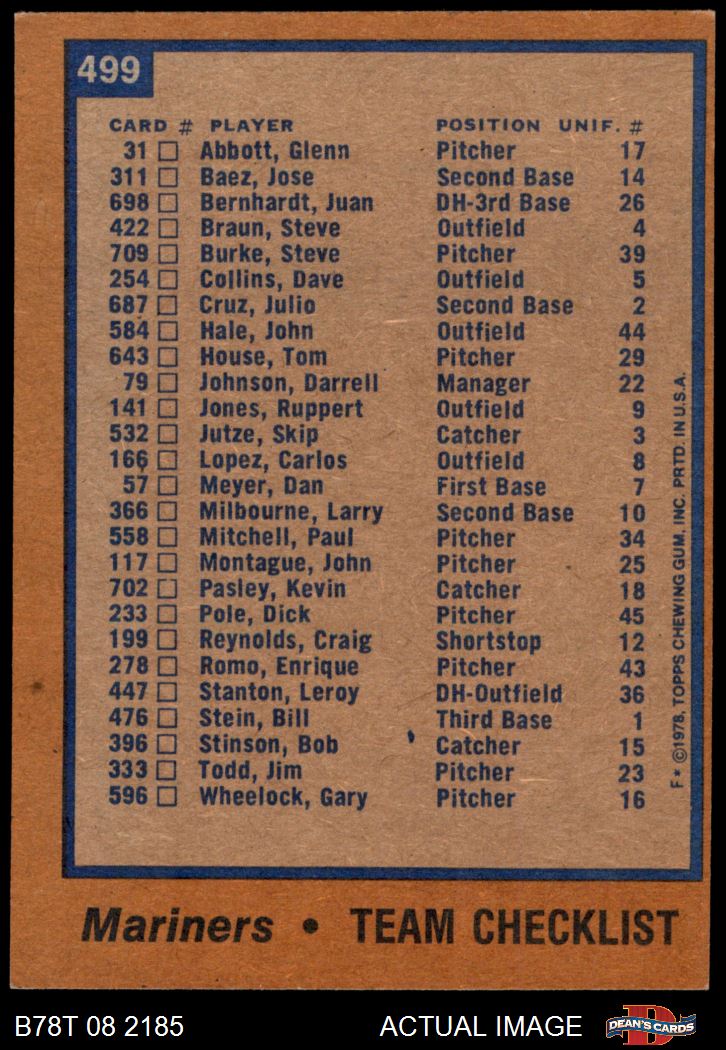 499
CARD # PLAYER POSITION UNIF. #
31 Abbott, Glenn Pitcher 17
311 Baez, Jose Second Base 14
698 Bernhardt, Juan DH-3rd Base 26
422 Braun, Steve Outfield 4
709 Burke, Steve Pitcher 39
254 Collins, Dave Outfield 5
687 Cruz, Julio Second Base 2
584 Hale, John Outfield 44
643 House, Tom Pitcher 29
79 Johnson, Darrell Manager 22
141 Jones, Ruppert Outfield 9
532 Jutze, Skip Catcher 3
166 Lopez, Carlos Outfield 8
57 Meyer, Dan First Base 7
366 Milbourne, Larry Second Base 10
558 Mitchell, Paul Pitcher 34
117 Montague, John Pitcher 25
702 Pasley, Kevin Catcher 18
233 Pole, Dick Pitcher 45
199 Reynolds, Craig Shortstop 12
278 Romo, Enrique Pitcher 43
447 Stanton, Leroy DH-Outfield 36
476 Stein, Bill Third Base 1
396 Stinson, Bob Catcher 15
333 Todd, Jim Pitcher 23
596 Wheelock, Gary Pitcher 16
F* ©1978, TOPPS CHEWING GUM, INC. PRTD. IN U.S.A.
Mariners • TEAM CHECKLIST
B78T 08 2185 ACTUAL IMAGE
D
DEAN'S CARDS